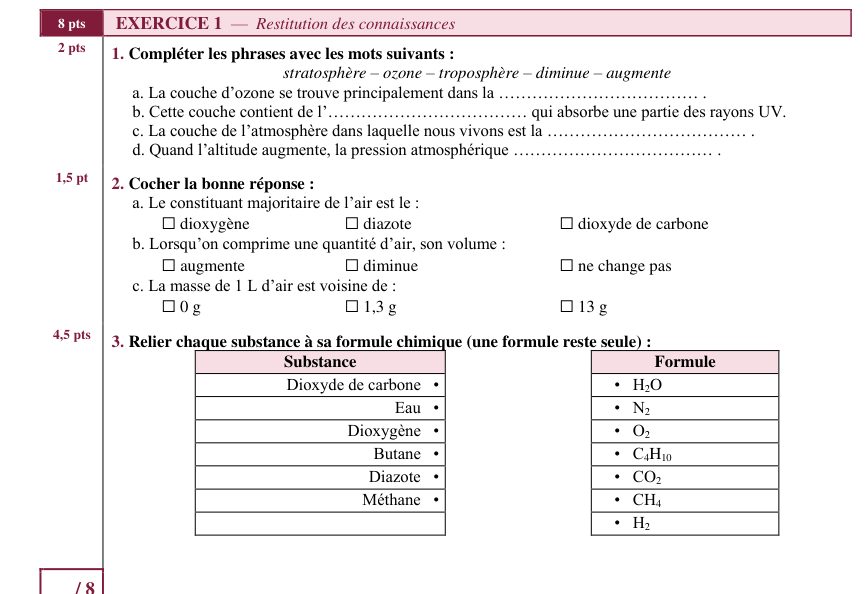 8 pts EXERCICE 1 — Restitution des connaissances
2 pts
1. Compléter les phrases avec les mots suivants :
stratosphère – ozone – troposphère – diminue – augmente
a. La couche d’ozone se trouve principalement dans la ……………………………… .
b. Cette couche contient de l’……………………………… qui absorbe une partie des rayons UV.
c. La couche de l’atmosphère dans laquelle nous vivons est la ……………………………… .
d. Quand l’altitude augmente, la pression atmosphérique ……………………………… .
1,5 pt
2. Cocher la bonne réponse :
a. Le constituant majoritaire de l’air est le :
☐ dioxygène ☐ diazote ☐ dioxyde de carbone
b. Lorsqu’on comprime une quantité d’air, son volume :
☐ augmente ☐ diminue ☐ ne change pas
c. La masse de 1 L d’air est voisine de :
☐ 0 g ☐ 1,3 g ☐ 13 g
4,5 pts
3. Relier chaque substance à sa formule chimique (une formule reste seule) :
Substance Formule
Dioxyde de carbone • • H₂O
Eau • • N₂
Dioxygène • • O₂
Butane • • C₄H₁₀
Diazote • • CO₂
Méthane • • CH₄
• H₂
/ 8